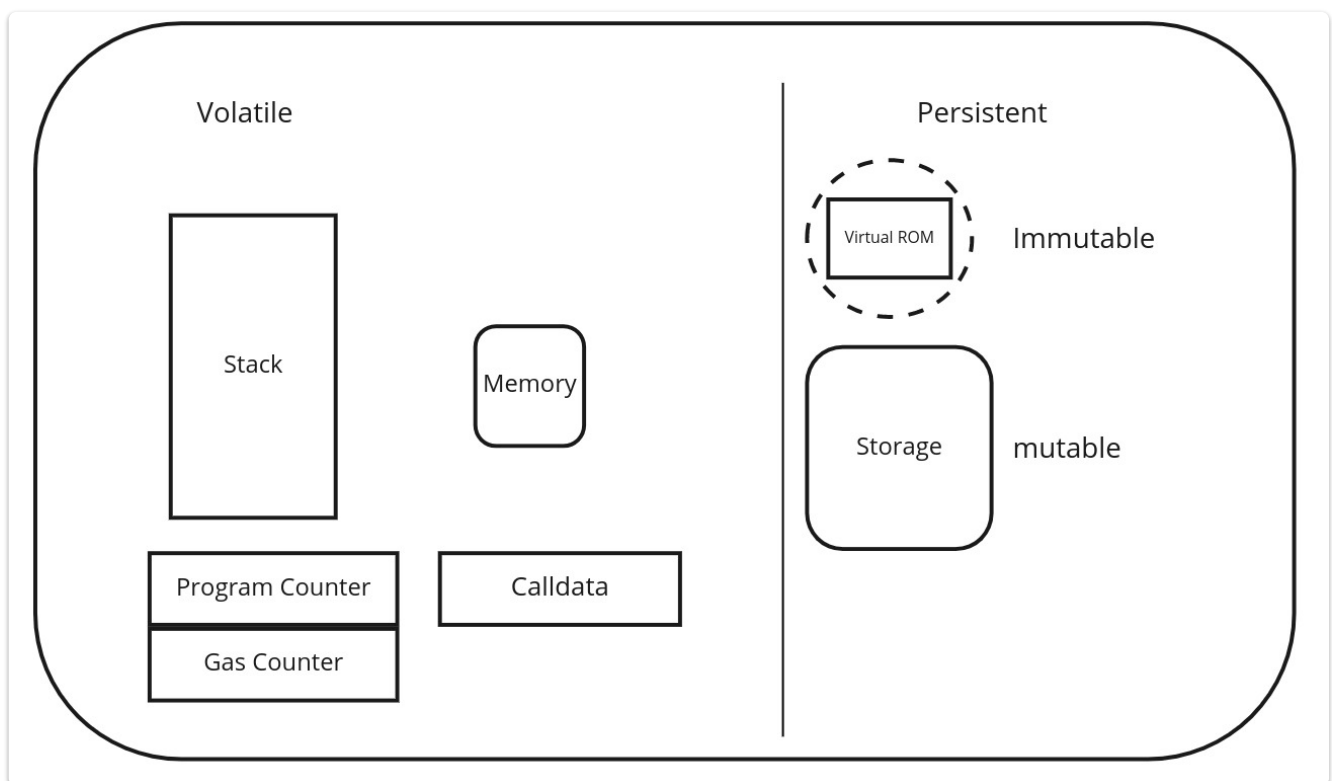 Volatile
Persistent
Virtual ROM
Immutable
Stack
Memory
Storage
mutable
Program Counter
Calldata
Gas Counter